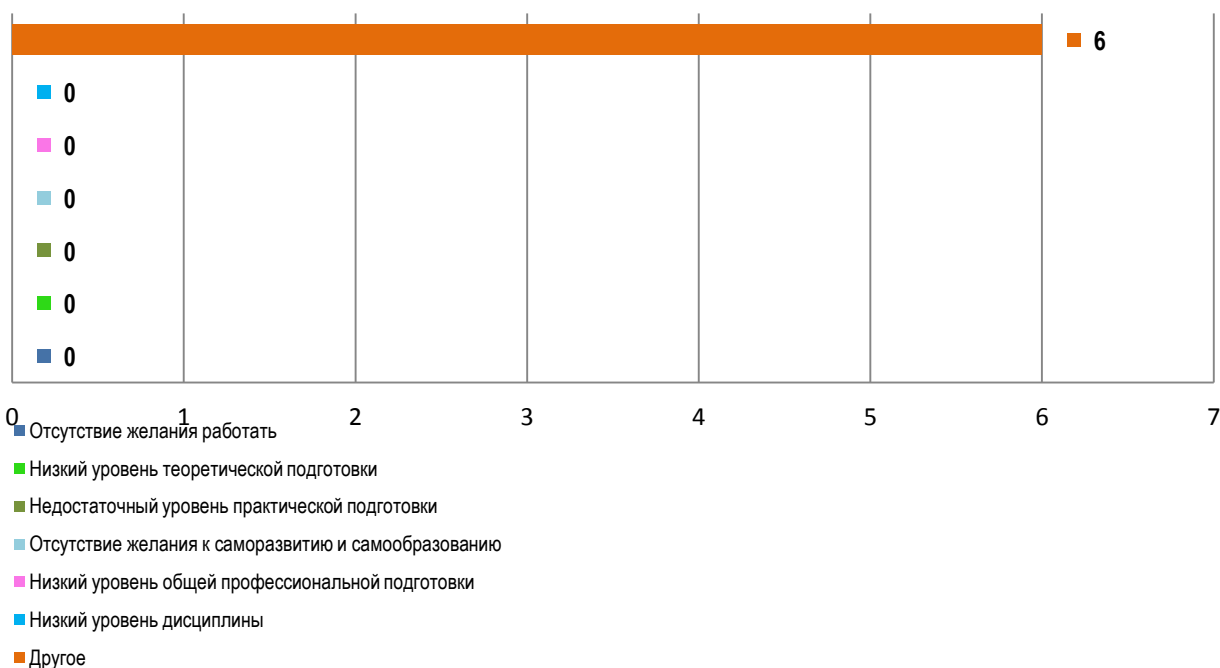 6
0
0
0
0
0
0
0 1 2 3 4 5 6 7
Отсутствие желания работать
Низкий уровень теоретической подготовки
Недостаточный уровень практической подготовки
Отсутствие желания к саморазвитию и самообразованию
Низкий уровень общей профессиональной подготовки
Низкий уровень дисциплины
Другое